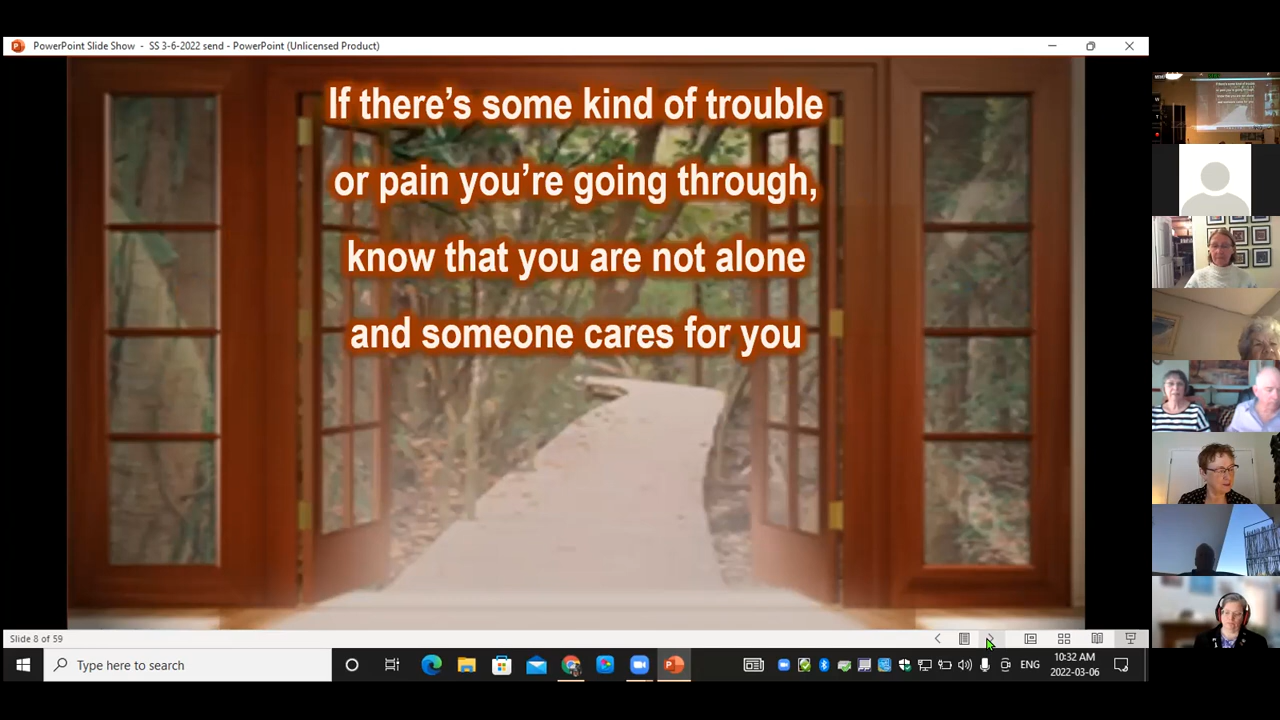 PowerPoint Slide Show - SS 3-6-2022 send - PowerPoint (Unlicensed Product)
If there's some kind of trouble
or pain you're going through,
know that you are not alone
and someone cares for you
Slide 8 of 59
Type here to search
ENG
10:32 AM
2022-03-06